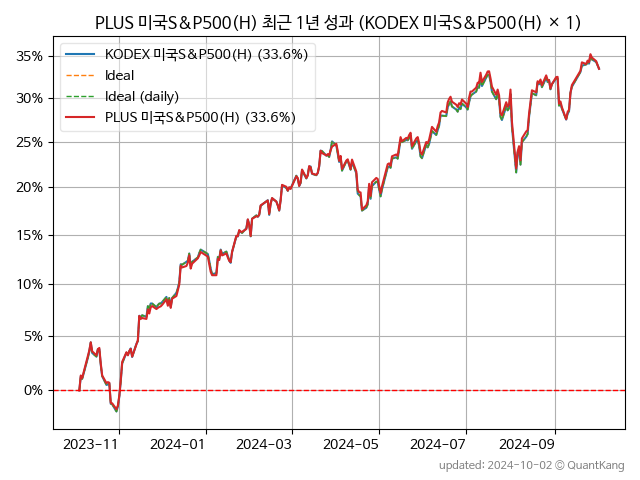 PLUS 미국S&P500(H) 최근 1년 성과 (KODEX 미국S&P500(H) × 1)
KODEX 미국S&P500(H) (33.6%)
Ideal
Ideal (daily)
PLUS 미국S&P500(H) (33.6%)
35%
30%
25%
20%
15%
10%
5%
0%
2023-11 2024-01 2024-03 2024-05 2024-07 2024-09
updated: 2024-10-02 © QuantKang